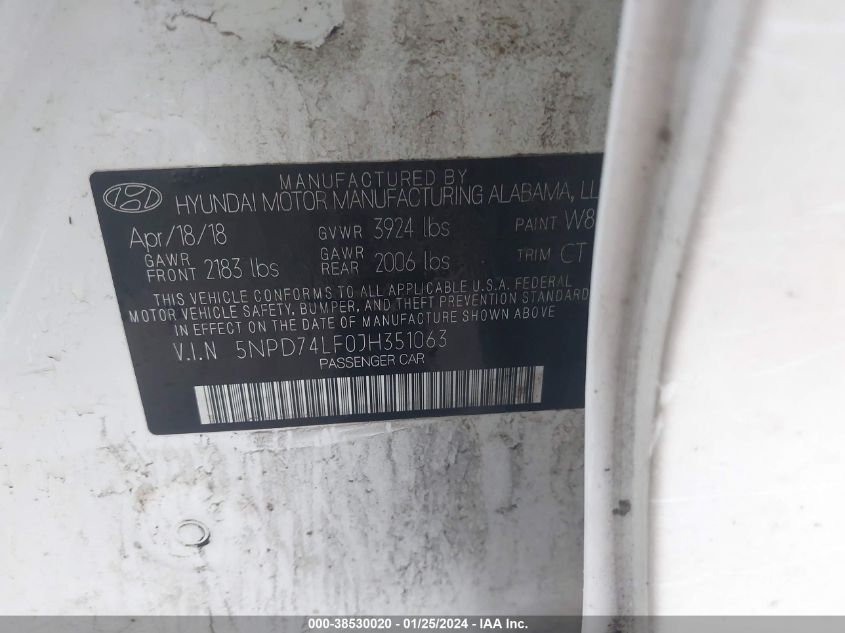 MANUFACTURED BY
HYUNDAI MOTOR MANUFACTURING ALABAMA, LL
Apr/18/18 GVWR 3924 lbs PAINT W8
GAWR FRONT 2183 lbs GAWR REAR 2006 lbs TRIM CT
THIS VEHICLE CONFORMS TO ALL APPLICABLE U.S.A. FEDERAL
MOTOR VEHICLE SAFETY, BUMPER, AND THEFT PREVENTION STANDARD
IN EFFECT ON THE DATE OF MANUFACTURE SHOWN ABOVE
V.I.N 5NPD74LF0JH351063
PASSENGER CAR
000-38530020 - 01/25/2024 - IAA Inc.